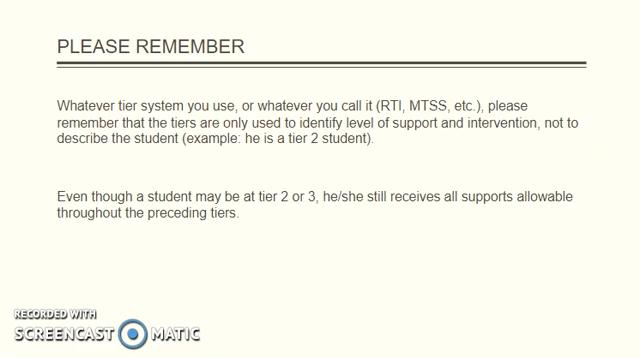 PLEASE REMEMBER
Whatever tier system you use, or whatever you call it (RTI, MTSS, etc.), please
remember that the tiers are only used to identify level of support and intervention, not to
describe the student (example: he is a tier 2 student).
Even though a student may be at tier 2 or 3, he/she still receives all supports allowable
throughout the preceding tiers.
RECORDED WITH
SCREENCAST MATIC